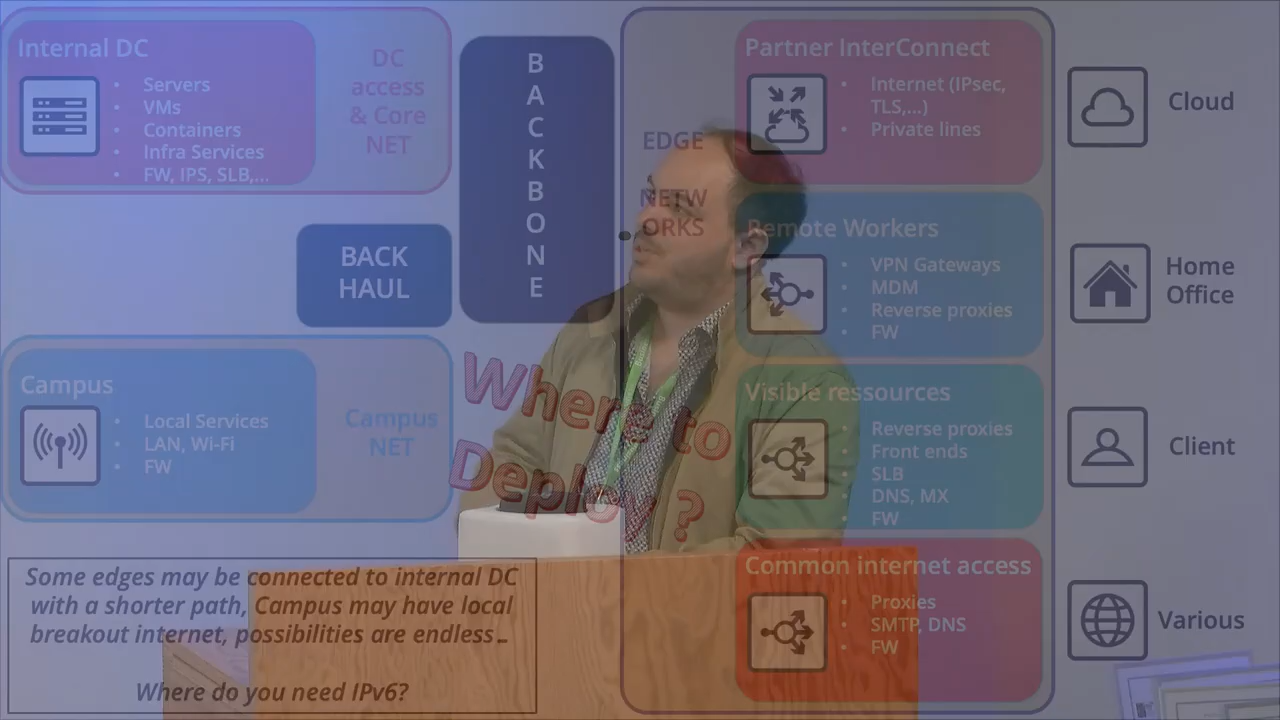 Internal DC
• Servers
• VMs
• Containers
• Infra Services
• FW, IPS, SLB,...
DC
access
& Core
NET
BACK
HAUL
Campus
• Local Services
• LAN, Wi-Fi
• FW
Campus
NET
B
A
C
K
B
O
N
E
Where to
Deploy ?
Some edges may be connected to internal DC
with a shorter path, Campus may have local
breakout internet, possibilities are endless...
Where do you need IPv6?
EDGE
NETW
ORKS
Partner InterConnect
• Internet (IPsec,
TLS,...)
• Private lines
Remote Workers
• VPN Gateways
• MDM
• Reverse proxies
• FW
Visible ressources
• Reverse proxies
• Front ends
• SLB
• DNS, MX
• FW
Common internet access
• Proxies
• SMTP, DNS
• FW
Cloud
Home
Office
Client
Various